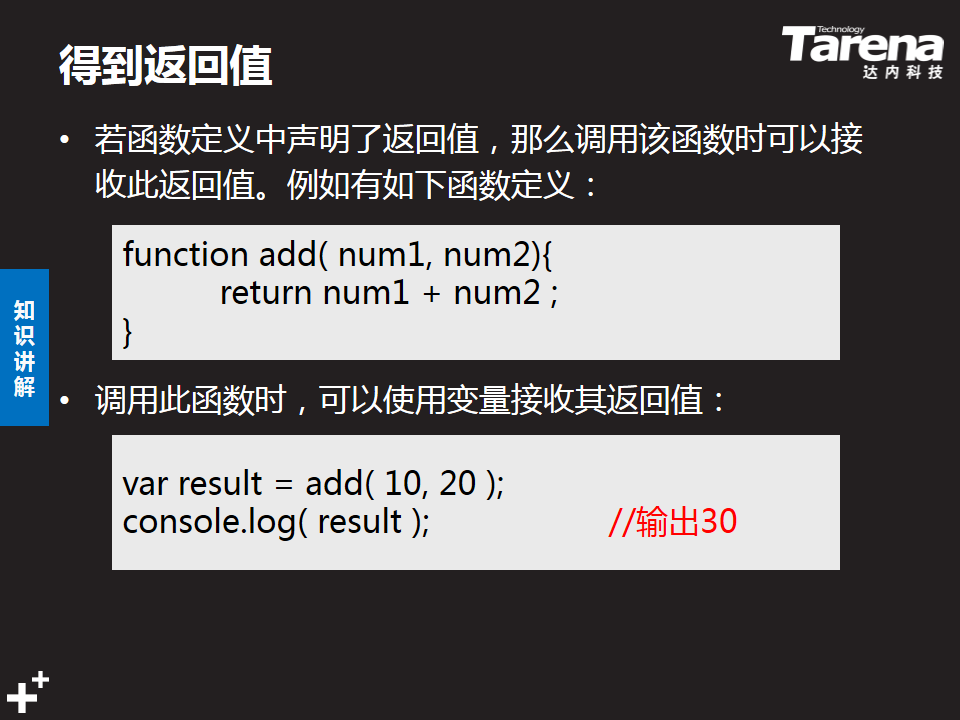 得到返回值
Technology
Tarena
达内科技
• 若函数定义中声明了返回值，那么调用该函数时可以接
收此返回值。例如有如下函数定义：
function add( num1, num2){
return num1 + num2 ;
}
知
识
讲
解
• 调用此函数时，可以使用变量接收其返回值：
var result = add( 10, 20 );
console.log( result ); //输出30